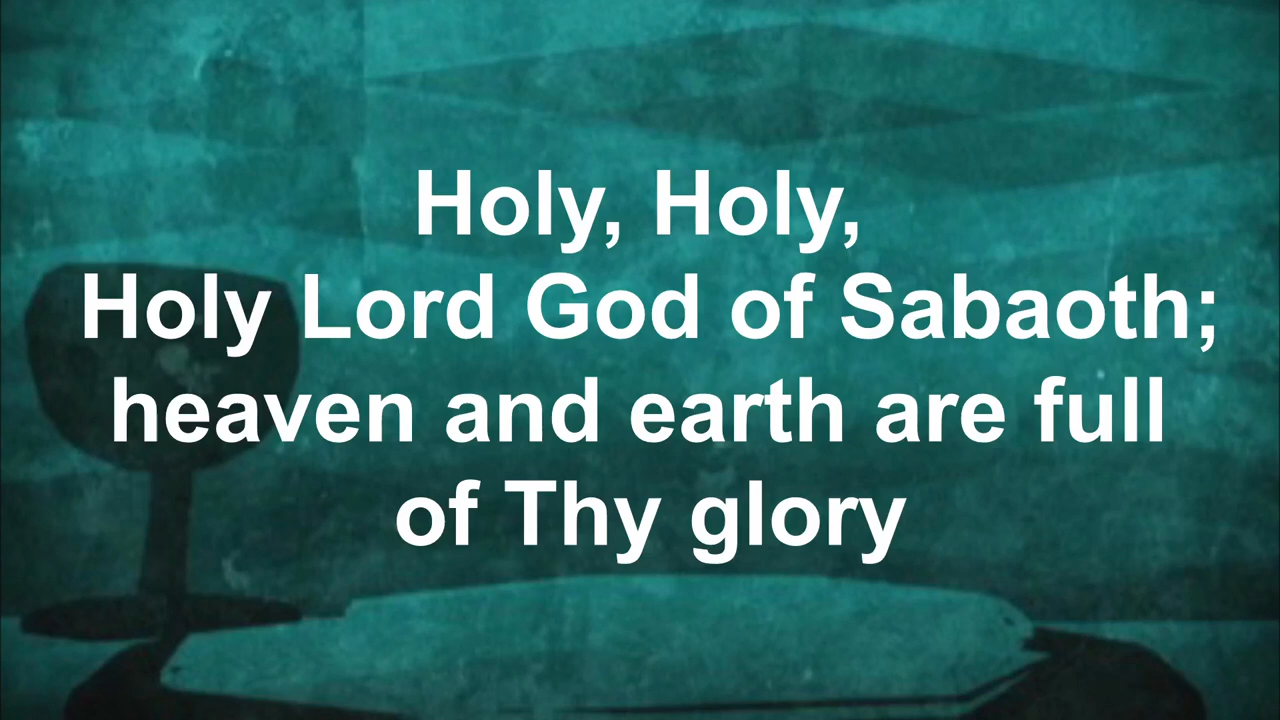 Holy, Holy,
Holy Lord God of Sabaoth;
heaven and earth are full
of Thy glory